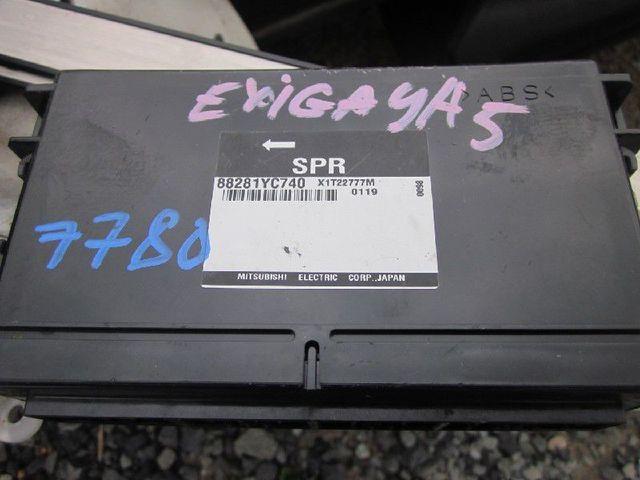 EXIGA YA5
>ABS<
SPR
88281YC740 X1T22777M
0119
7780
MITSUBISHI ELECTRIC CORP.,JAPAN